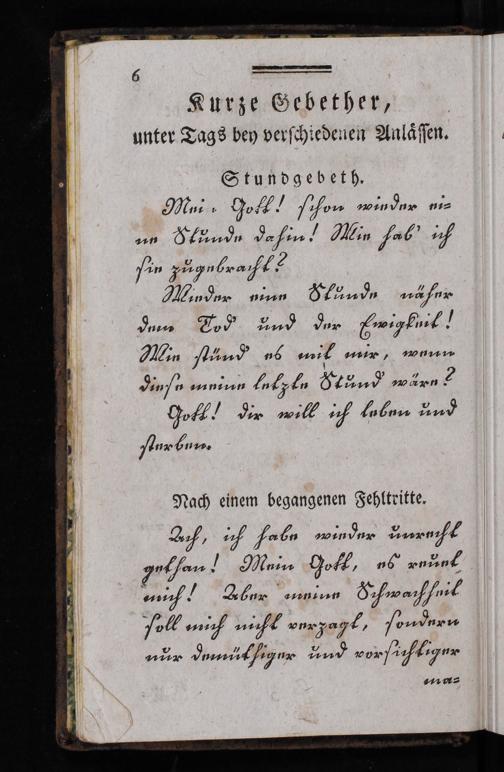 6
Kurze Gebether,
unter Tags bey verschiedenen Anlässen.
Stundgebeth.
Mein Gott! schon wieder ei=
ne Stunde dahin! Wie hab' ich
sie zugebracht?
Wieder eine Stunde näher
dem Tod' und der Ewigkeit!
Wie stünd' es mit mir, wenn
diese meine letzte Stund' wäre?
Gott! dir will ich leben und
sterben.
Nach einem begangenen Fehltritte.
Ach, ich habe wieder unrecht
gethan! Mein Gott, es reuet
mich! Aber meine Schwachheit
soll mich nicht verzagt, sondern
nur demüthiger und vorsichtiger
ma=